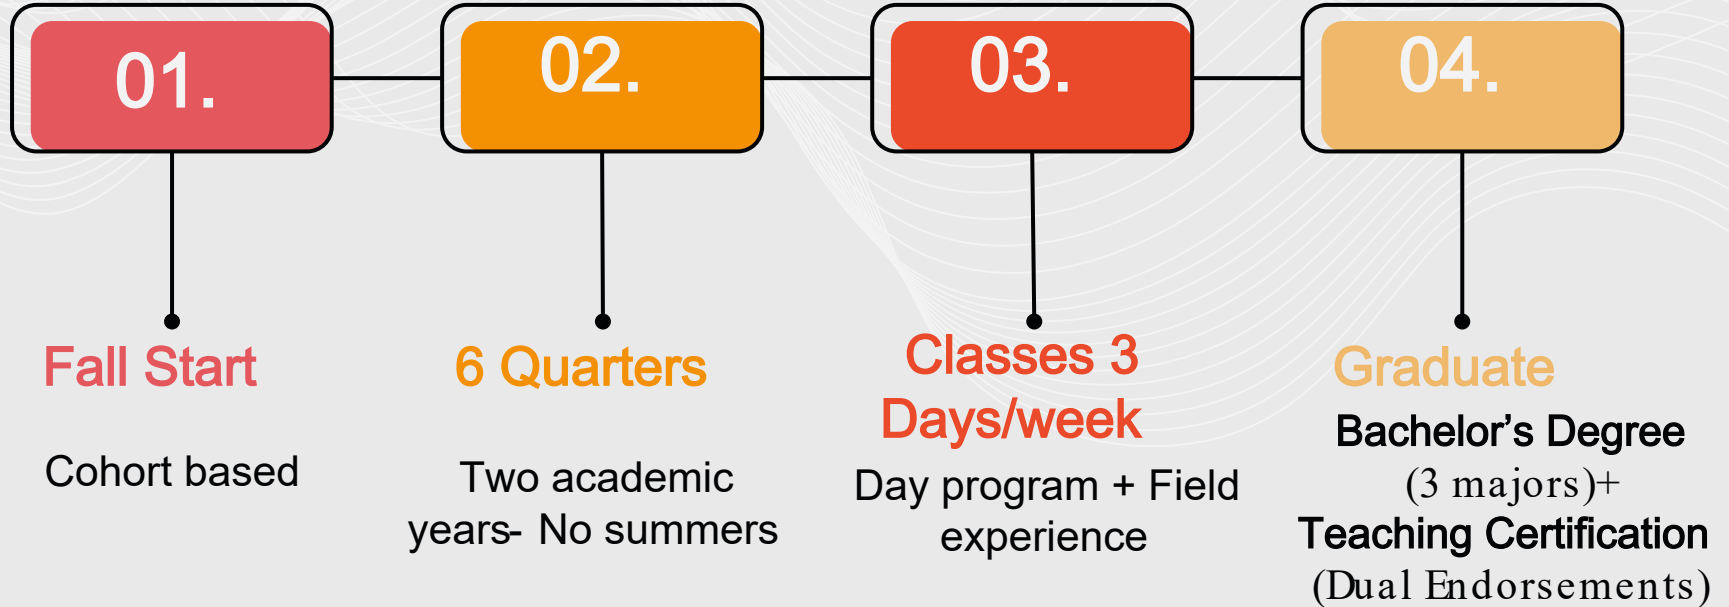 01.
Fall Start
Cohort based
02.
6 Quarters
Two academic
years- No summers
03.
Classes 3
Days/week
Day program + Field
experience
04.
Graduate
Bachelor’s Degree
(3 majors)+
Teaching Certification
(Dual Endorsements)